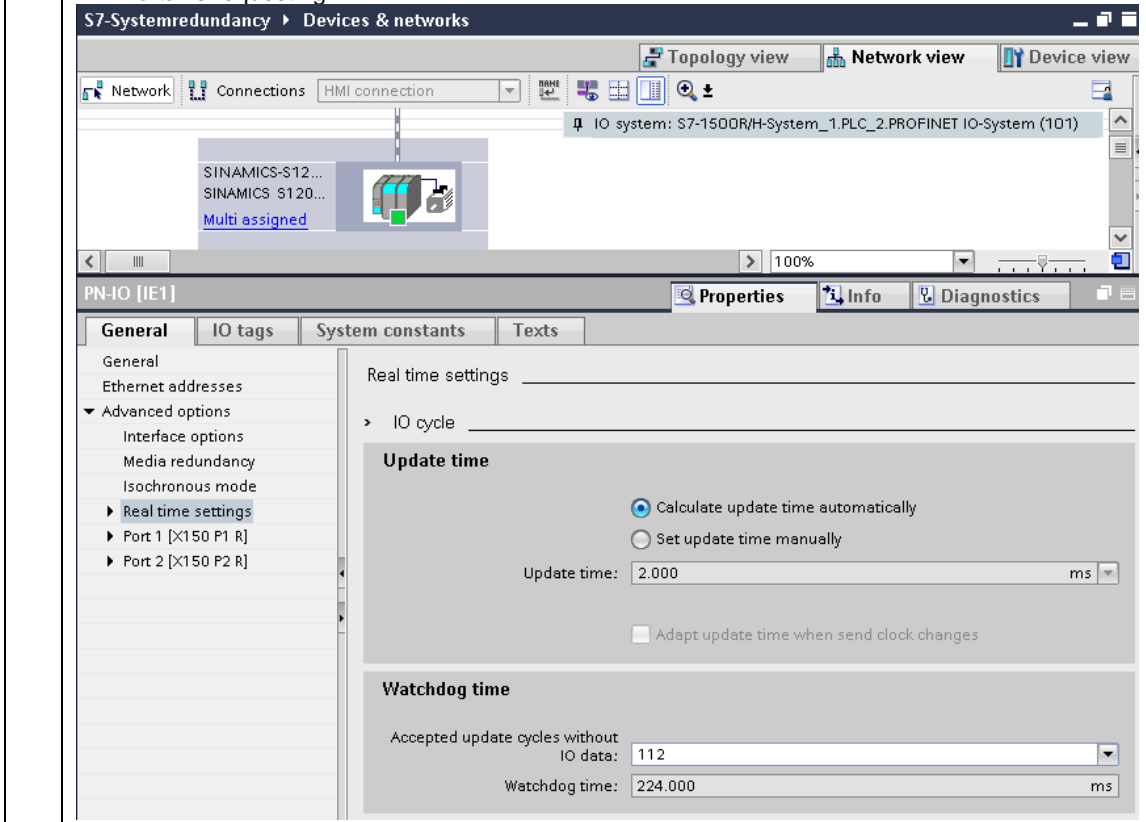 S7-Systemredundancy ▸ Devices & networks
Topology view Network view Device view
Network Connections HMI connection
IO system: S7-1500R/H-System_1.PLC_2.PROFINET IO-System (101)
SINAMICS-S12...
SINAMICS S120...
Multi assigned
100%
PN-IO [IE1]
Properties Info Diagnostics
General IO tags System constants Texts
General
Ethernet addresses
Advanced options
Interface options
Media redundancy
Isochronous mode
Real time settings
Port 1 [X150 P1 R]
Port 2 [X150 P2 R]
Real time settings
IO cycle
Update time
Calculate update time automatically
Set update time manually
Update time: 2.000 ms
Adapt update time when send clock changes
Watchdog time
Accepted update cycles without
IO data: 112
Watchdog time: 224.000 ms